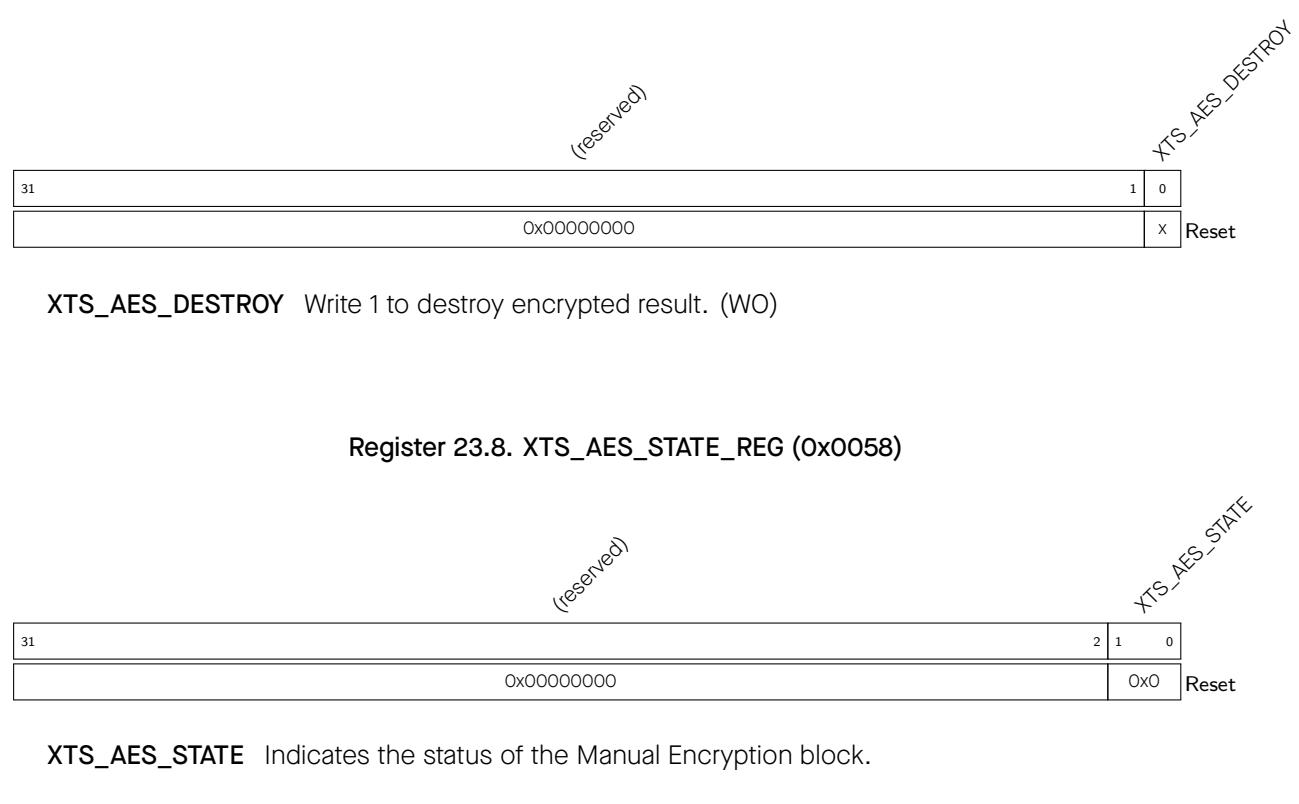 (reserved)
XTS_AES_DESTROY
31 1 0
0x00000000 X Reset
XTS_AES_DESTROY Write 1 to destroy encrypted result. (WO)
Register 23.8. XTS_AES_STATE_REG (0x0058)
(reserved)
XTS_AES_STATE
31 2 1 0
0x00000000 0x0 Reset
XTS_AES_STATE Indicates the status of the Manual Encryption block.